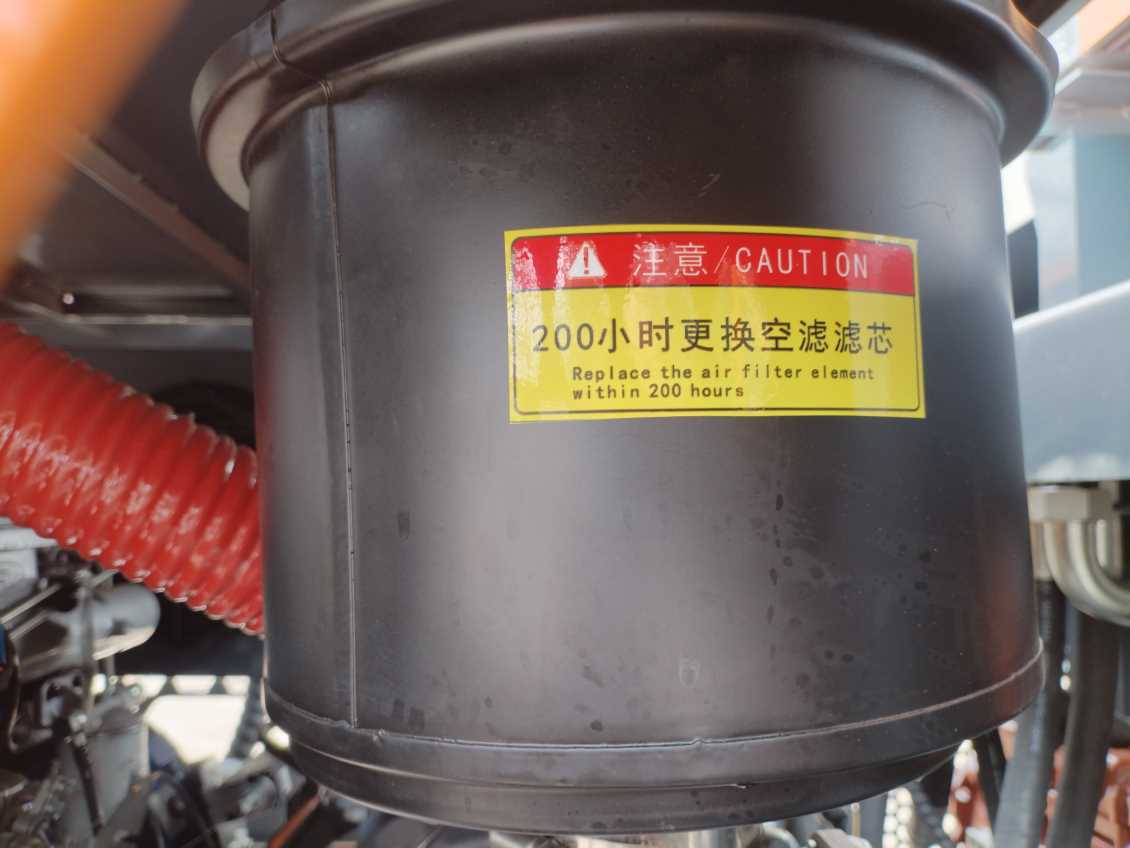 注意/CAUTION
200小时更换空滤滤芯
Replace the air filter element
within 200 hours